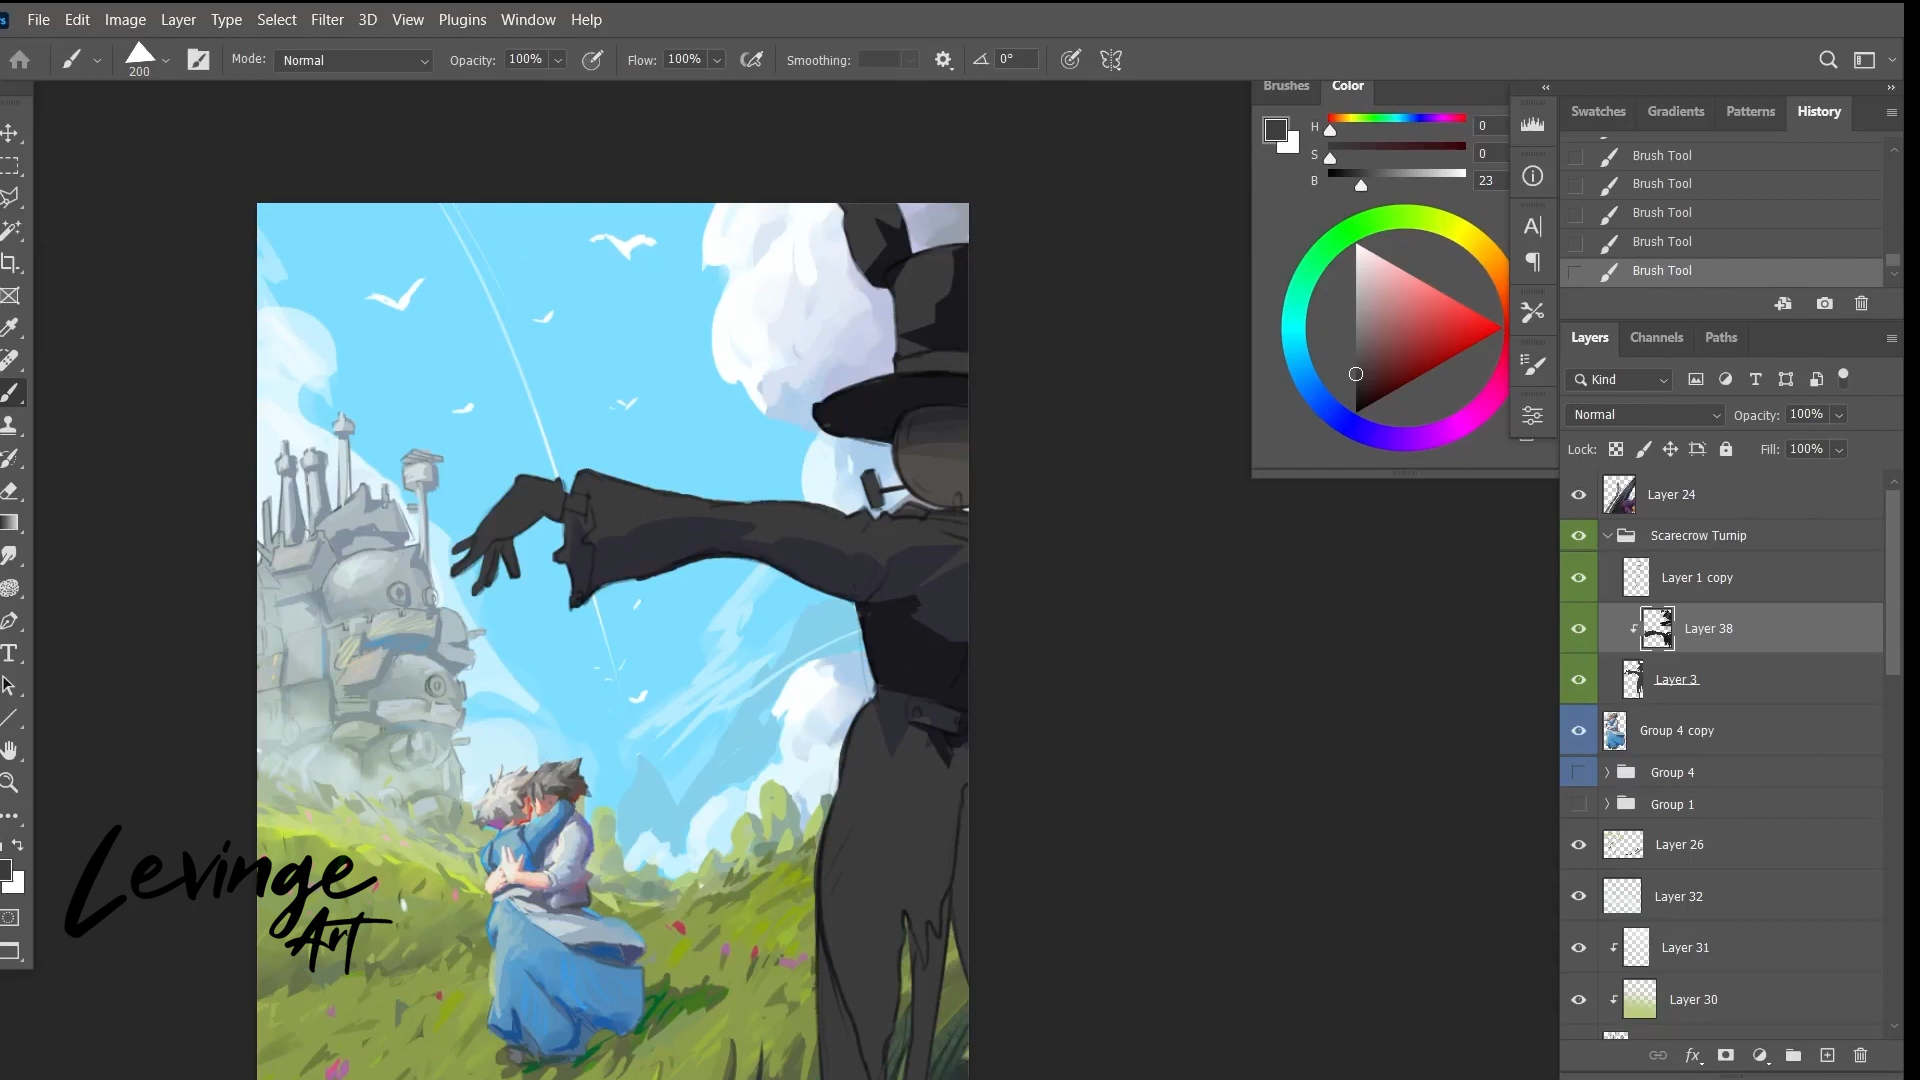 File Edit Image Layer Type Select Filter 3D View Plugins Window Help
200 Mode: Normal Opacity: 100% Flow: 100% Smoothing: 0°
Brushes Color
H 0
S 0
B 23
Swatches Gradients Patterns History
Brush Tool
Brush Tool
Brush Tool
Brush Tool
Brush Tool
Layers Channels Paths
Kind
Normal Opacity: 100%
Lock: Fill: 100%
Layer 24
Scarecrow Turnip
Layer 1 copy
Layer 38
Layer 3
Group 4 copy
Group 4
Group 1
Layer 26
Layer 32
Layer 31
Layer 30
Levinge
Art